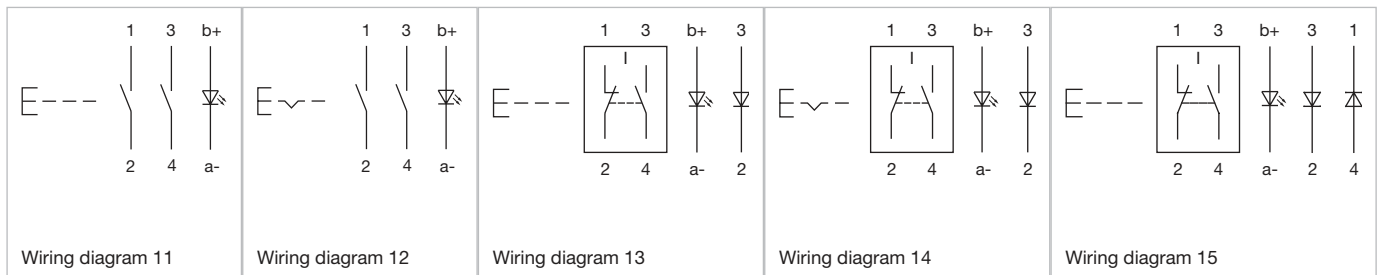 1 3 b+
2 4 a-
Wiring diagram 11
1 3 b+
2 4 a-
Wiring diagram 12
1 3 b+ 3
I
2 4 a- 2
Wiring diagram 13
1 3 b+ 3
I
2 4 a- 2
Wiring diagram 14
1 3 b+ 3 1
I
2 4 a- 2 4
Wiring diagram 15